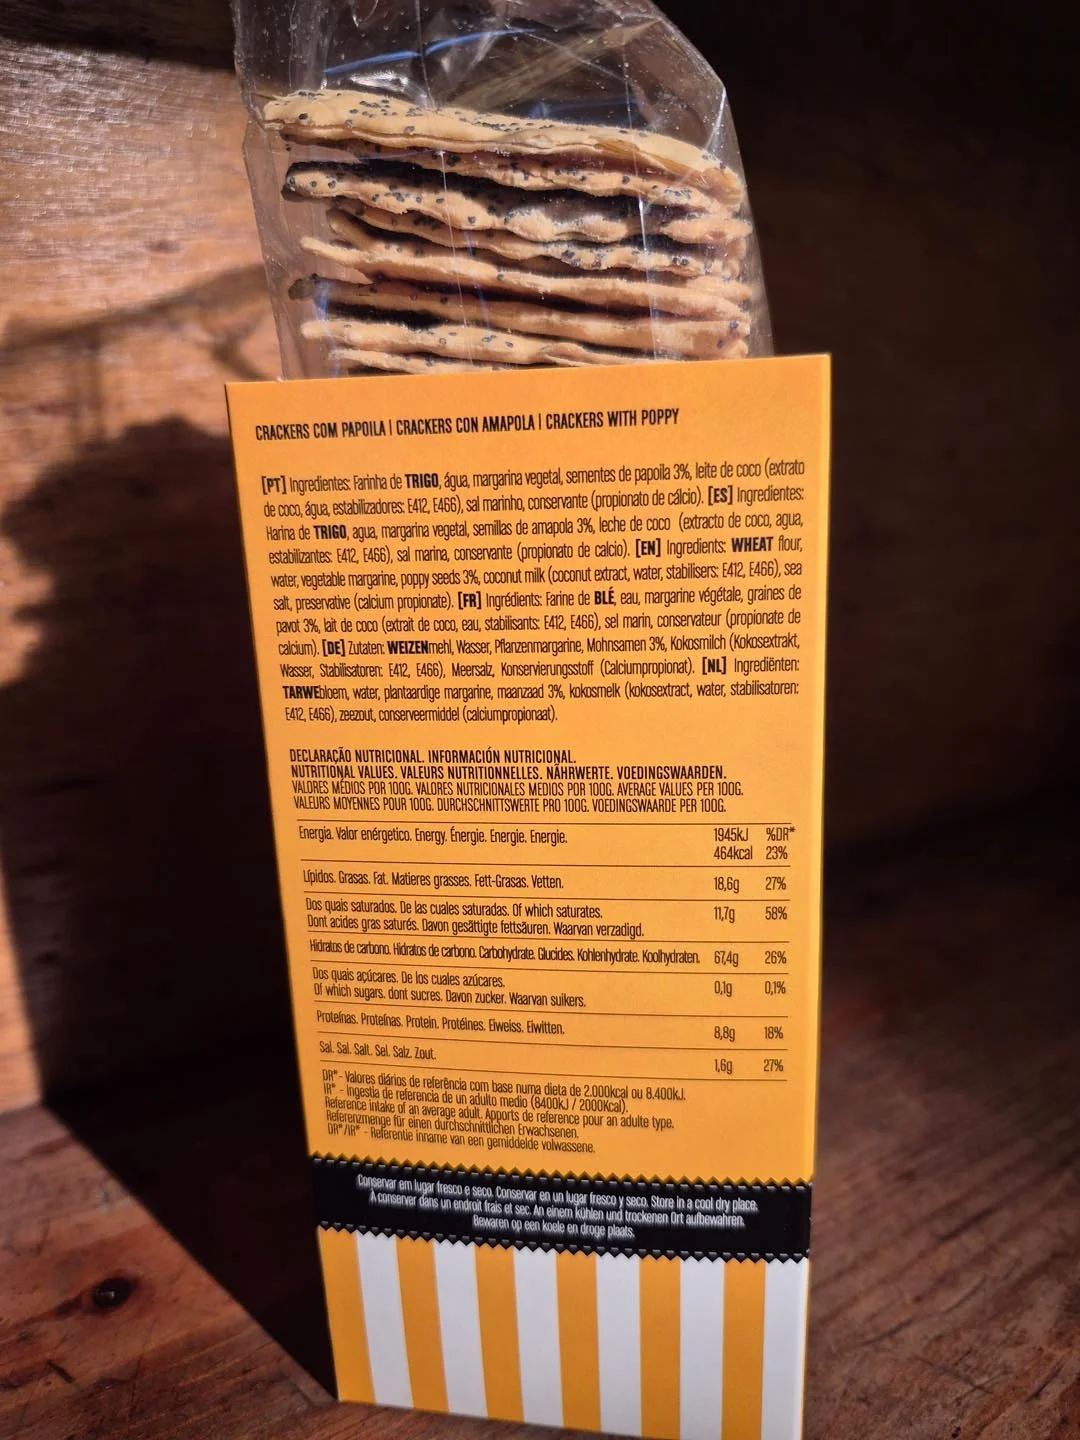 CRACKERS COM PAPOILA | CRACKERS CON AMAPOLA | CRACKERS WITH POPPY
[PT] Ingredientes: Farinha de TRIGO, água, margarina vegetal, sementes de papoila 3%, leite de coco (extrato
de coco, água, estabilizadores: E412, E466), sal marinho, conservante (propionato de cálcio). [ES] Ingredientes:
Harina de TRIGO, agua, margarina vegetal, semillas de amapola 3%, leche de coco (extracto de coco, agua,
estabilizantes: E412, E466), sal marina, conservante (propionato de calcio). [EN] Ingredients: WHEAT flour,
water, vegetable margarine, poppy seeds 3%, coconut milk (coconut extract, water, stabilisers: E412, E466), sea
salt, preservative (calcium propionate). [FR] Ingrédients: Farine de BLÉ, eau, margarine végétale, graines de
pavot 3%, lait de coco (extrait de coco, eau, stabilisants: E412, E466), sel marin, conservateur (propionate de
calcium). [DE] Zutaten: WEIZENmehl, Wasser, Pflanzenmargarine, Mohnsamen 3%, Kokosmilch (Kokosextrakt,
Wasser, Stabilisatoren: E412, E466), Meersalz, Konservierungsstoff (Calciumpropionat). [NL] Ingrediënten:
TARWEbloem, water, plantaardige margarine, maanzaad 3%, kokosmelk (kokosextract, water, stabilisatoren:
E412, E466), zeezout, conserveermiddel (calciumpropionaat).
DECLARAÇÃO NUTRICIONAL. INFORMACIÓN NUTRICIONAL.
NUTRITIONAL VALUES. VALEURS NUTRITIONNELLES. NÄHRWERTE. VOEDINGSWAARDEN.
VALORES MÉDIOS POR 100G. VALORES NUTRICIONALES MEDIOS POR 100G. AVERAGE VALUES PER 100G.
VALEURS MOYENNES POUR 100G. DURCHSCHNITTSWERTE PRO 100G. VOEDINGSWAARDE PER 100G.
Energia. Valor enérgetico. Energy. Énergie. Energie. Energie. 1945kJ %DR*
464kcal 23%
Lípidos. Grasas. Fat. Matieres grasses. Fett-Grasas. Vetten. 18,6g 27%
Dos quais saturados. De las cuales saturadas. Of which saturates. 11,7g 58%
Dont acides gras saturés. Davon gesättigte fettsäuren. Waarvan verzadigd.
Hidratos de carbono. Hidratos de carbono. Carbohydrate. Glucides. Kohlenhydrate. Koolhydraten. 67,4g 26%
Dos quais açúcares. De los cuales azúcares. 0,1g 0,1%
Of which sugars. dont sucres. Davon zucker. Waarvan suikers.
Proteínas. Proteínas. Protein. Protéines. Eiweiss. Eiwitten. 8,8g 18%
Sal. Sal. Salt. Sel. Salz. Zout. 1,6g 27%
DR* - Valores diários de referência com base numa dieta de 2.000kcal ou 8.400kJ.
IR* - Ingestia de referencia de un adulto medio (8400kJ / 2000Kcal).
Reference intake of an average adult. Apports de reference pour an adulte type.
Referenzmenge für einen durchschnittlichen Erwachsenen.
DR*/IR* - Referentie inname van een gemiddelde volwassene.
Conservar em lugar fresco e seco. Conservar en un lugar fresco y seco. Store in a cool dry place.
À conserver dans un endroit frais et sec. An einem kühlen und trockenen Ort aufbewahren.
Bewaren op een koele en droge plaats.